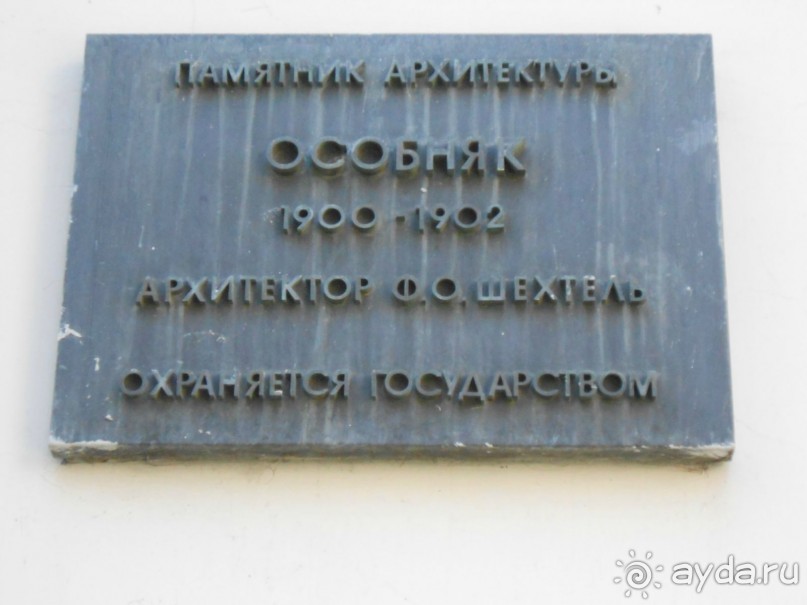 ПАМЯТНИК АРХИТЕКТУРЫ
ОСОБНЯК
1900-1902
АРХИТЕКТОР Ф.О. ШЕХТЕЛЬ
ОХРАНЯЕТСЯ ГОСУДАРСТВОМ
ayda.ru